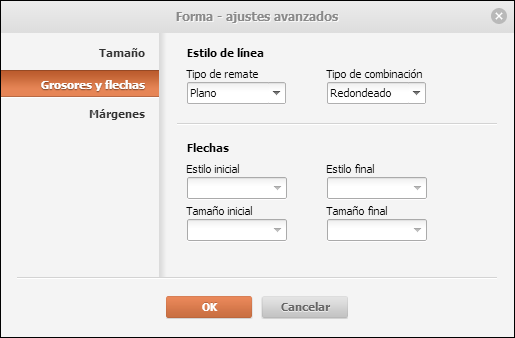 Forma - ajustes avanzados
Tamaño
Grosores y flechas
Márgenes
Estilo de línea
Tipo de remate
Tipo de combinación
Plano
Redondeado
Flechas
Estilo inicial
Estilo final
Tamaño inicial
Tamaño final
OK
Cancelar